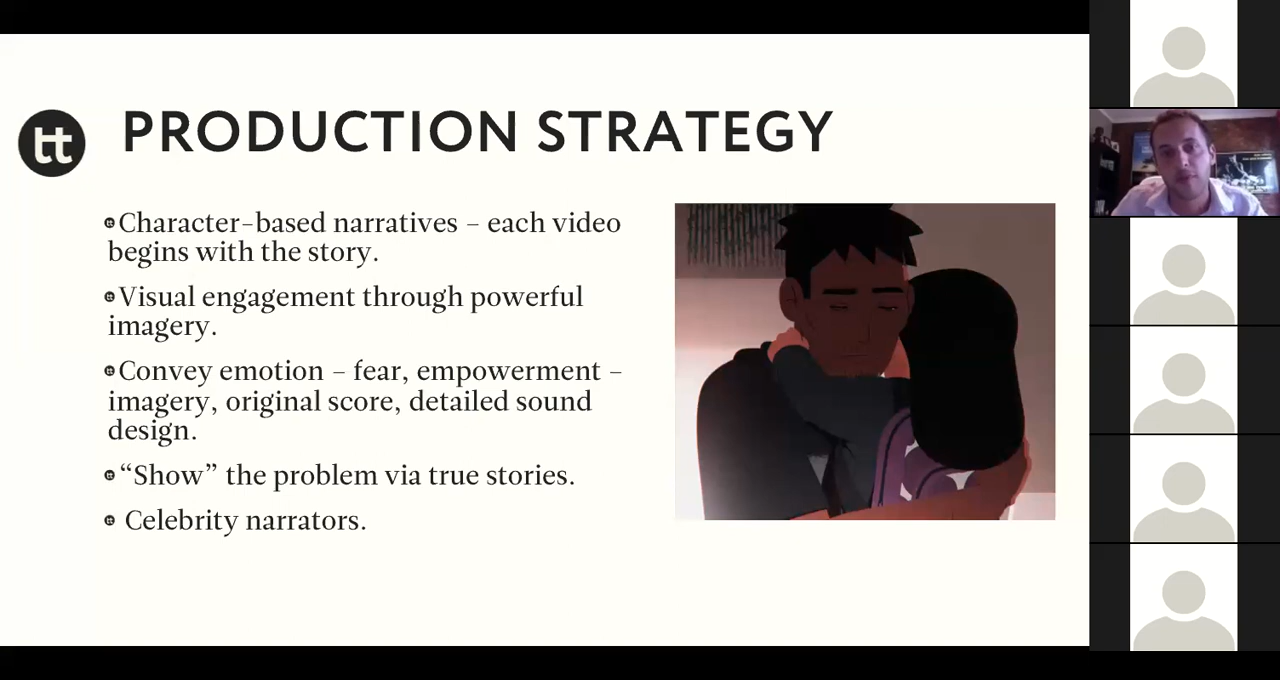 tt
PRODUCTION STRATEGY
Character-based narratives – each video
begins with the story.
Visual engagement through powerful
imagery.
Convey emotion – fear, empowerment –
imagery, original score, detailed sound
design.
“Show” the problem via true stories.
Celebrity narrators.